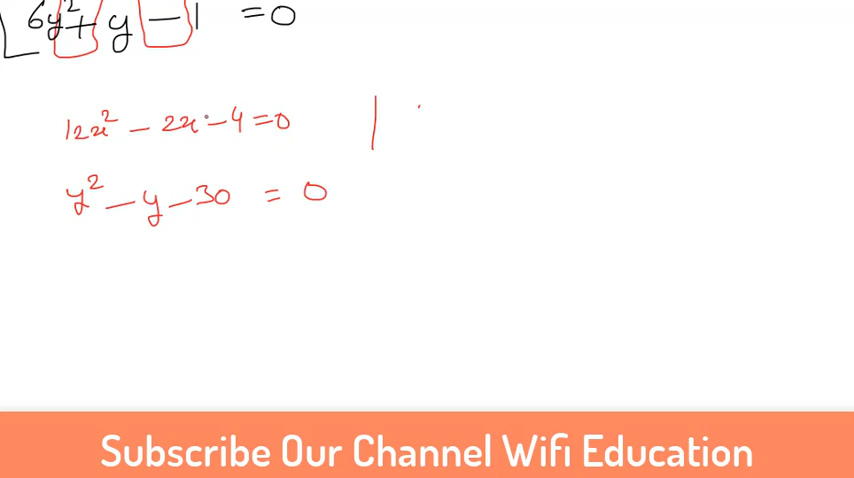 6y²+ y − 1 = 0
12x² − 2x − 4 = 0
y² − y − 30 = 0
Subscribe Our Channel Wifi Education